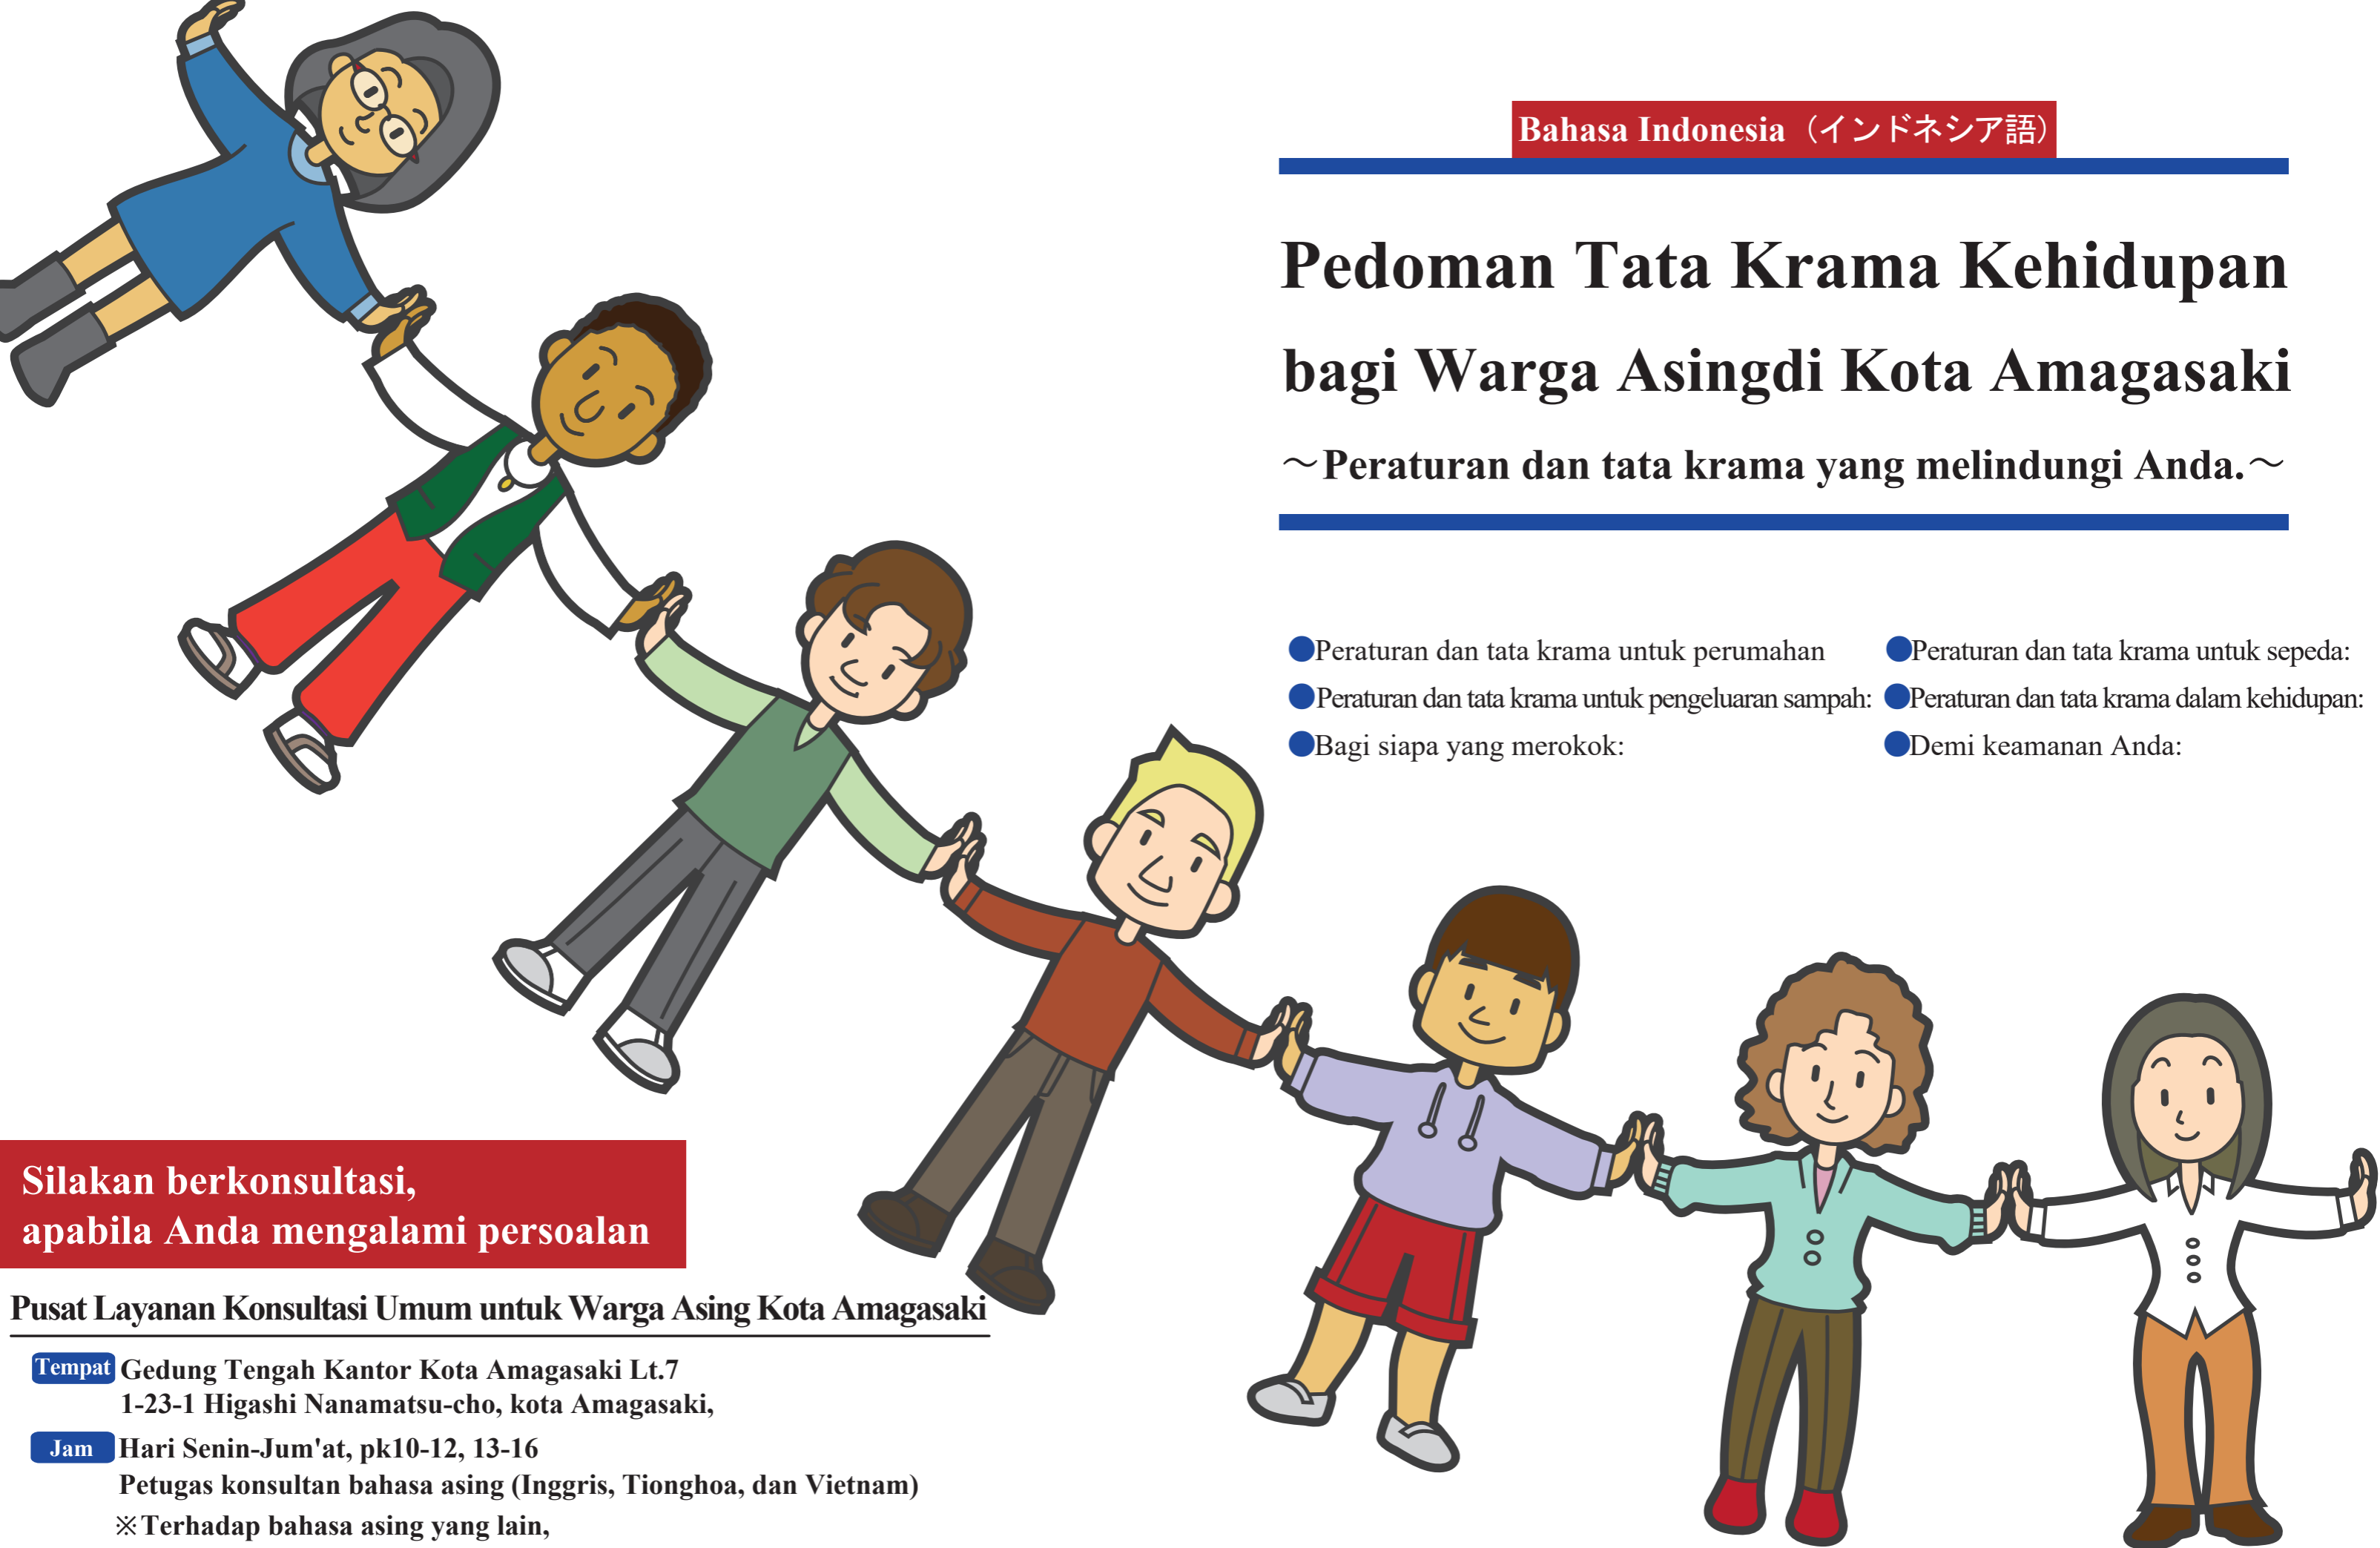 Bahasa Indonesia（インドネシア語）
Pedoman Tata Krama Kehidupan
bagi Warga Asingdi Kota Amagasaki
～Peraturan dan tata krama yang melindungi Anda.～
●Peraturan dan tata krama untuk perumahan
●Peraturan dan tata krama untuk pengeluaran sampah:
●Bagi siapa yang merokok:
●Peraturan dan tata krama untuk sepeda:
●Peraturan dan tata krama dalam kehidupan:
●Demi keamanan Anda:
Silakan berkonsultasi,
apabila Anda mengalami persoalan
Pusat Layanan Konsultasi Umum untuk Warga Asing Kota Amagasaki
Tempat Gedung Tengah Kantor Kota Amagasaki Lt.7
1-23-1 Higashi Nanamatsu-cho, kota Amagasaki,
Jam Hari Senin-Jum'at, pk10-12, 13-16
Petugas konsultan bahasa asing (Inggris, Tionghoa, dan Vietnam)
※Terhadap bahasa asing yang lain,